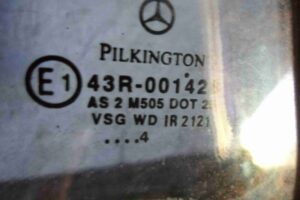 PILKINGTON
E1 43R-00142
AS 2 M505 DOT 2
VSG WD IR 2121
....4